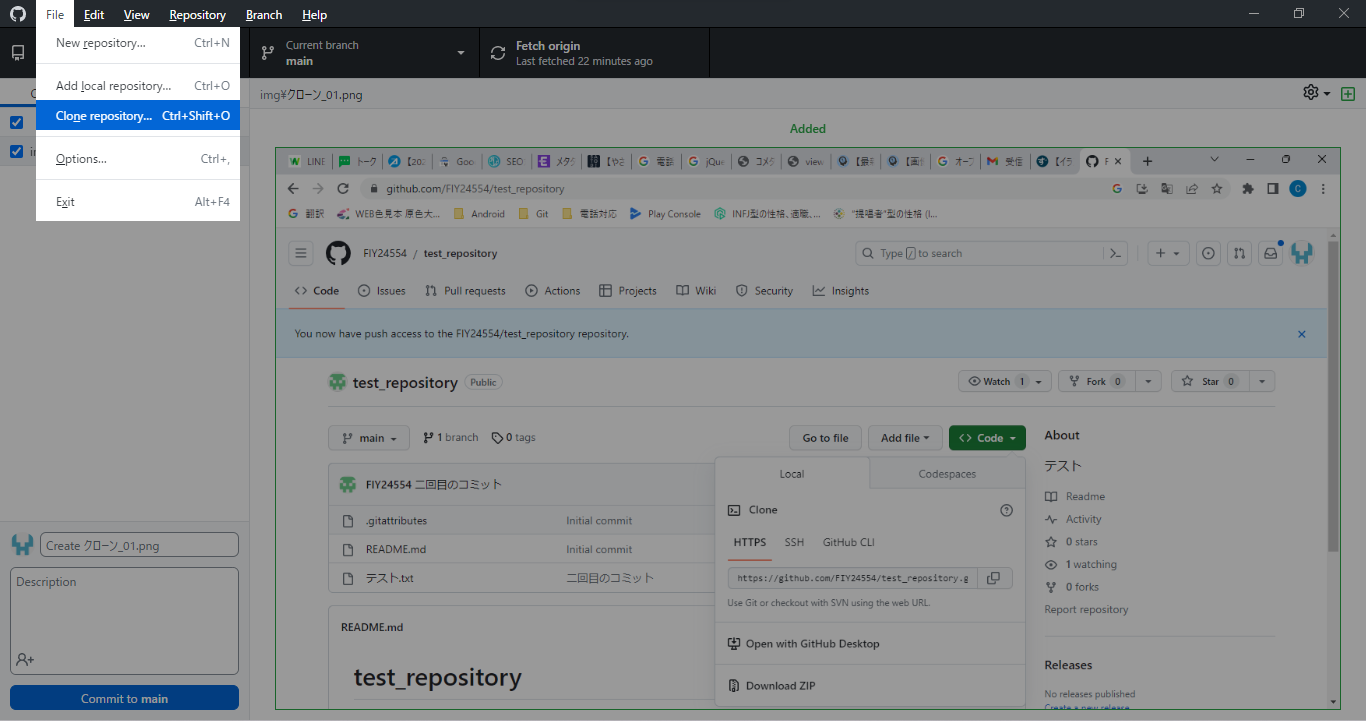 File Edit View Repository Branch Help
New repository... Ctrl+N
Add local repository... Ctrl+O
Clone repository... Ctrl+Shift+O
Options... Ctrl+,
Exit Alt+F4
Current branch
main
Fetch origin
Last fetched 22 minutes ago
img¥クローン_01.png
Added
LINE トーク Goo SEO メタ 電話 jQu コメ view オー 受信
github.com/FIY24554/test_repository
翻訳 WEB色見本 原色大... Android Git 電話対応 Play Console INFJ型の性格、適職、... "提唱者"型の性格 (I...
FIY24554 / test_repository
Type / to search
Code Issues Pull requests Actions Projects Wiki Security Insights
You now have push access to the FIY24554/test_repository repository.
test_repository Public
Watch 1 Fork 0 Star 0
main 1 branch 0 tags
Go to file Add file Code
Local Codespaces
Clone
HTTPS SSH GitHub CLI
https://github.com/FIY24554/test_repository.g
Use Git or checkout with SVN using the web URL.
Open with GitHub Desktop
Download ZIP
FIY24554 二回目のコミット
.gitattributes Initial commit
README.md Initial commit
テスト.txt 二回目のコミット
README.md
test_repository
About
テスト
Readme
Activity
0 stars
1 watching
0 forks
Report repository
Releases
No releases published
Create a new release
Create クローン_01.png
Description
Commit to main